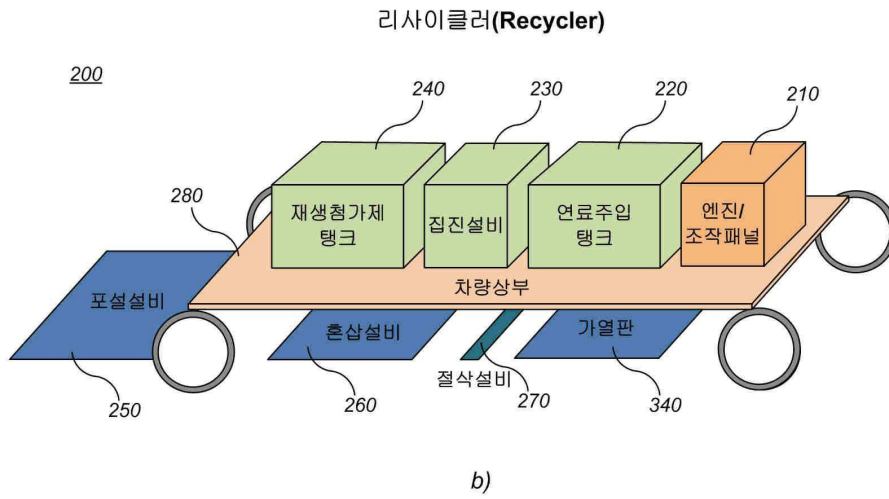 리사이클러(Recycler)
200
240
230
220
210
280
재생첨가제
탱크
집진설비
연료주입
탱크
엔진/
조작패널
차량상부
포설설비
혼삽설비
가열판
절삭설비
250
260
270
340
b)